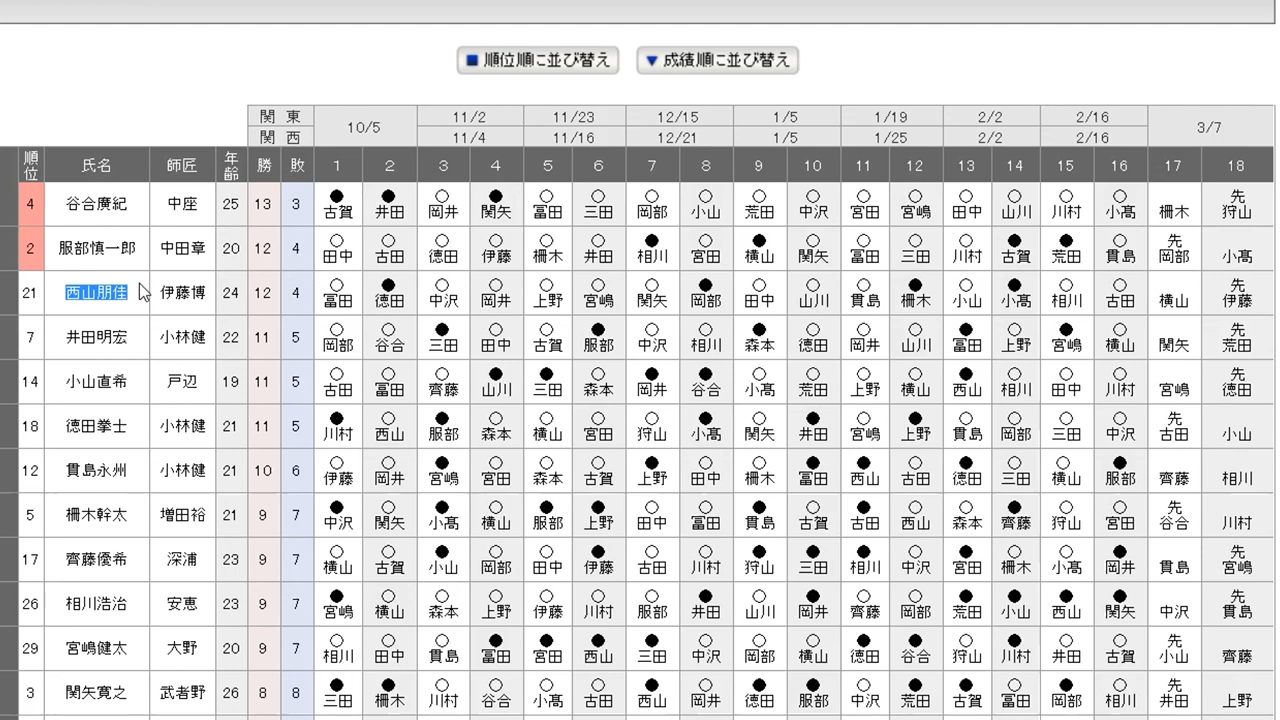 ■ 順位順に並び替え ▼ 成績順に並び替え
関 東 10/5 11/2 11/23 12/15 1/5 1/19 2/2 2/16 3/7
関 西 11/4 11/16 12/21 1/5 1/25 2/2 2/16
順位 氏名 師匠 年齢 勝 敗 1 2 3 4 5 6 7 8 9 10 11 12 13 14 15 16 17 18
4 谷合廣紀 中座 25 13 3 ●古賀 ●井田 ○岡井 ●関矢 ○冨田 ○三田 ○岡部 ○小山 ○荒田 ○中沢 ○宮田 ○宮嶋 ○田中 ○山川 ○川村 ○小髙 柵木 先狩山
2 服部慎一郎 中田章 20 12 4 ○田中 ○古田 ○徳田 ○伊藤 ○柵木 ○井田 ●相川 ○宮田 ●横山 ○関矢 ○冨田 ○三田 ○川村 ●古賀 ●荒田 ○貫島 先岡部 小髙
21 西山朋佳 伊藤博 24 12 4 ○冨田 ●徳田 ○中沢 ○岡井 ○上野 ○宮嶋 ○関矢 ●岡部 ○田中 ○山川 ○貫島 ●柵木 ○小山 ●小髙 ○相川 ○古田 横山 先伊藤
7 井田明宏 小林健 22 11 5 ○岡部 ○谷合 ●三田 ○田中 ○古賀 ●服部 ○中沢 ○相川 ●森本 ○徳田 ○岡井 ○山川 ●冨田 ○上野 ●宮嶋 ○横山 関矢 先荒田
14 小山直希 戸辺 19 11 5 ○古田 ○冨田 ○齊藤 ●山川 ●三田 ○森本 ●岡井 ●谷合 ○小髙 ○荒田 ○上野 ○横山 ●西山 ○相川 ○田中 ○川村 宮嶋 先徳田
18 徳田拳士 小林健 21 11 5 ●川村 ○西山 ●服部 ○森本 ○横山 ○宮田 ○狩山 ●小髙 ○関矢 ●井田 ○宮嶋 ●上野 ○貫島 ○岡部 ○三田 ○中沢 先古田 小山
12 貫島永州 小林健 21 10 6 ○伊藤 ○岡井 ●宮嶋 ○宮田 ○森本 ○古賀 ●上野 ○田中 ○柵木 ●冨田 ●西山 ○古田 ●徳田 ○三田 ○横山 ●服部 齊藤 相川
5 柵木幹太 増田裕 21 9 7 ●中沢 ○関矢 ●小髙 ○横山 ●服部 ●上野 ○田中 ○冨田 ●貫島 ○古賀 ●古田 ○西山 ○森本 ●齊藤 ○狩山 ○宮田 先谷合 川村
17 齊藤優希 深浦 23 9 7 ○横山 ○古賀 ●小山 ○岡部 ○田中 ●伊藤 ○古田 ○川村 ●狩山 ●三田 ●相川 ○中沢 ●宮田 ○柵木 ○小髙 ●岡井 貫島 先宮嶋
26 相川浩治 安恵 23 9 7 ●宮嶋 ○横山 ○森本 ○上野 ○伊藤 ○川村 ○服部 ●井田 ○山川 ●岡井 ○齊藤 ○岡部 ●荒田 ●小山 ●西山 ●関矢 中沢 先貫島
29 宮嶋健太 大野 20 9 7 ○相川 ○田中 ○貫島 ●冨田 ●宮田 ●西山 ●三田 ○中沢 ○岡部 ○横山 ●徳田 ●谷合 ○狩山 ●川村 ○井田 ○古賀 先小山 齊藤
3 関矢寛之 武者野 26 8 8 ●三田 ●柵木 ○川村 ○谷合 ○小髙 ○古田 ●西山 ○岡井 ●徳田 ●服部 ○中沢 ●荒田 ●古賀 ○冨田 ●岡部 ○相川 先井田 上野